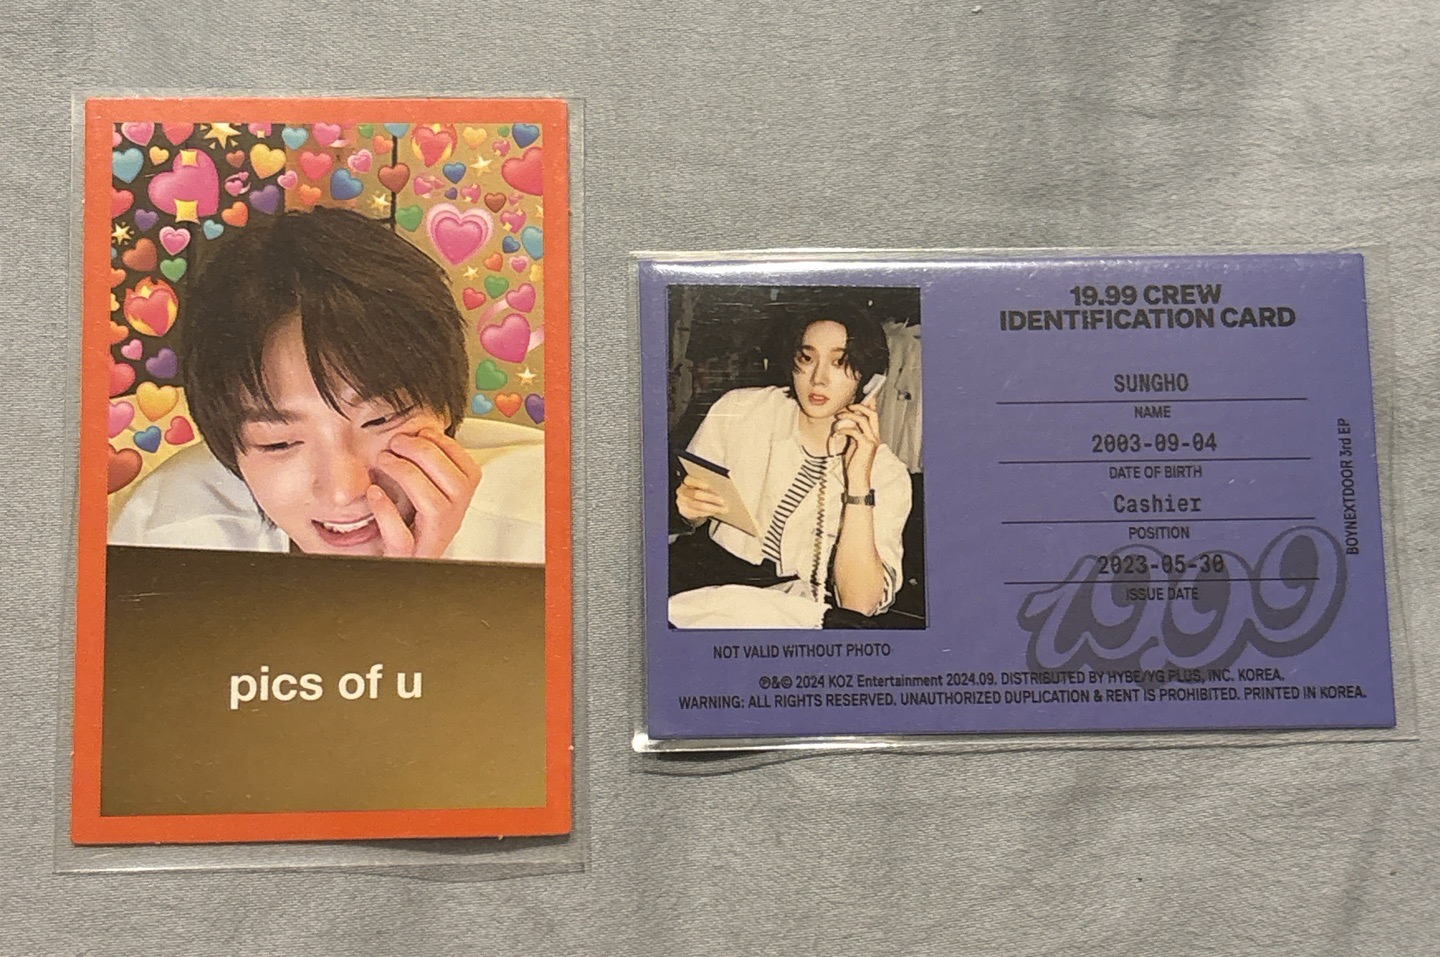 pics of u
19.99 CREW
IDENTIFICATION CARD
SUNGHO
NAME
2003-09-04
DATE OF BIRTH
Cashier
POSITION
2023-05-30
ISSUE DATE
19.99
BOYNEXTDOOR 3rd EP
NOT VALID WITHOUT PHOTO
℗&© 2024 KOZ Entertainment 2024.09. DISTRIBUTED BY HYBE/YG PLUS, INC. KOREA.
WARNING: ALL RIGHTS RESERVED. UNAUTHORIZED DUPLICATION & RENT IS PROHIBITED. PRINTED IN KOREA.